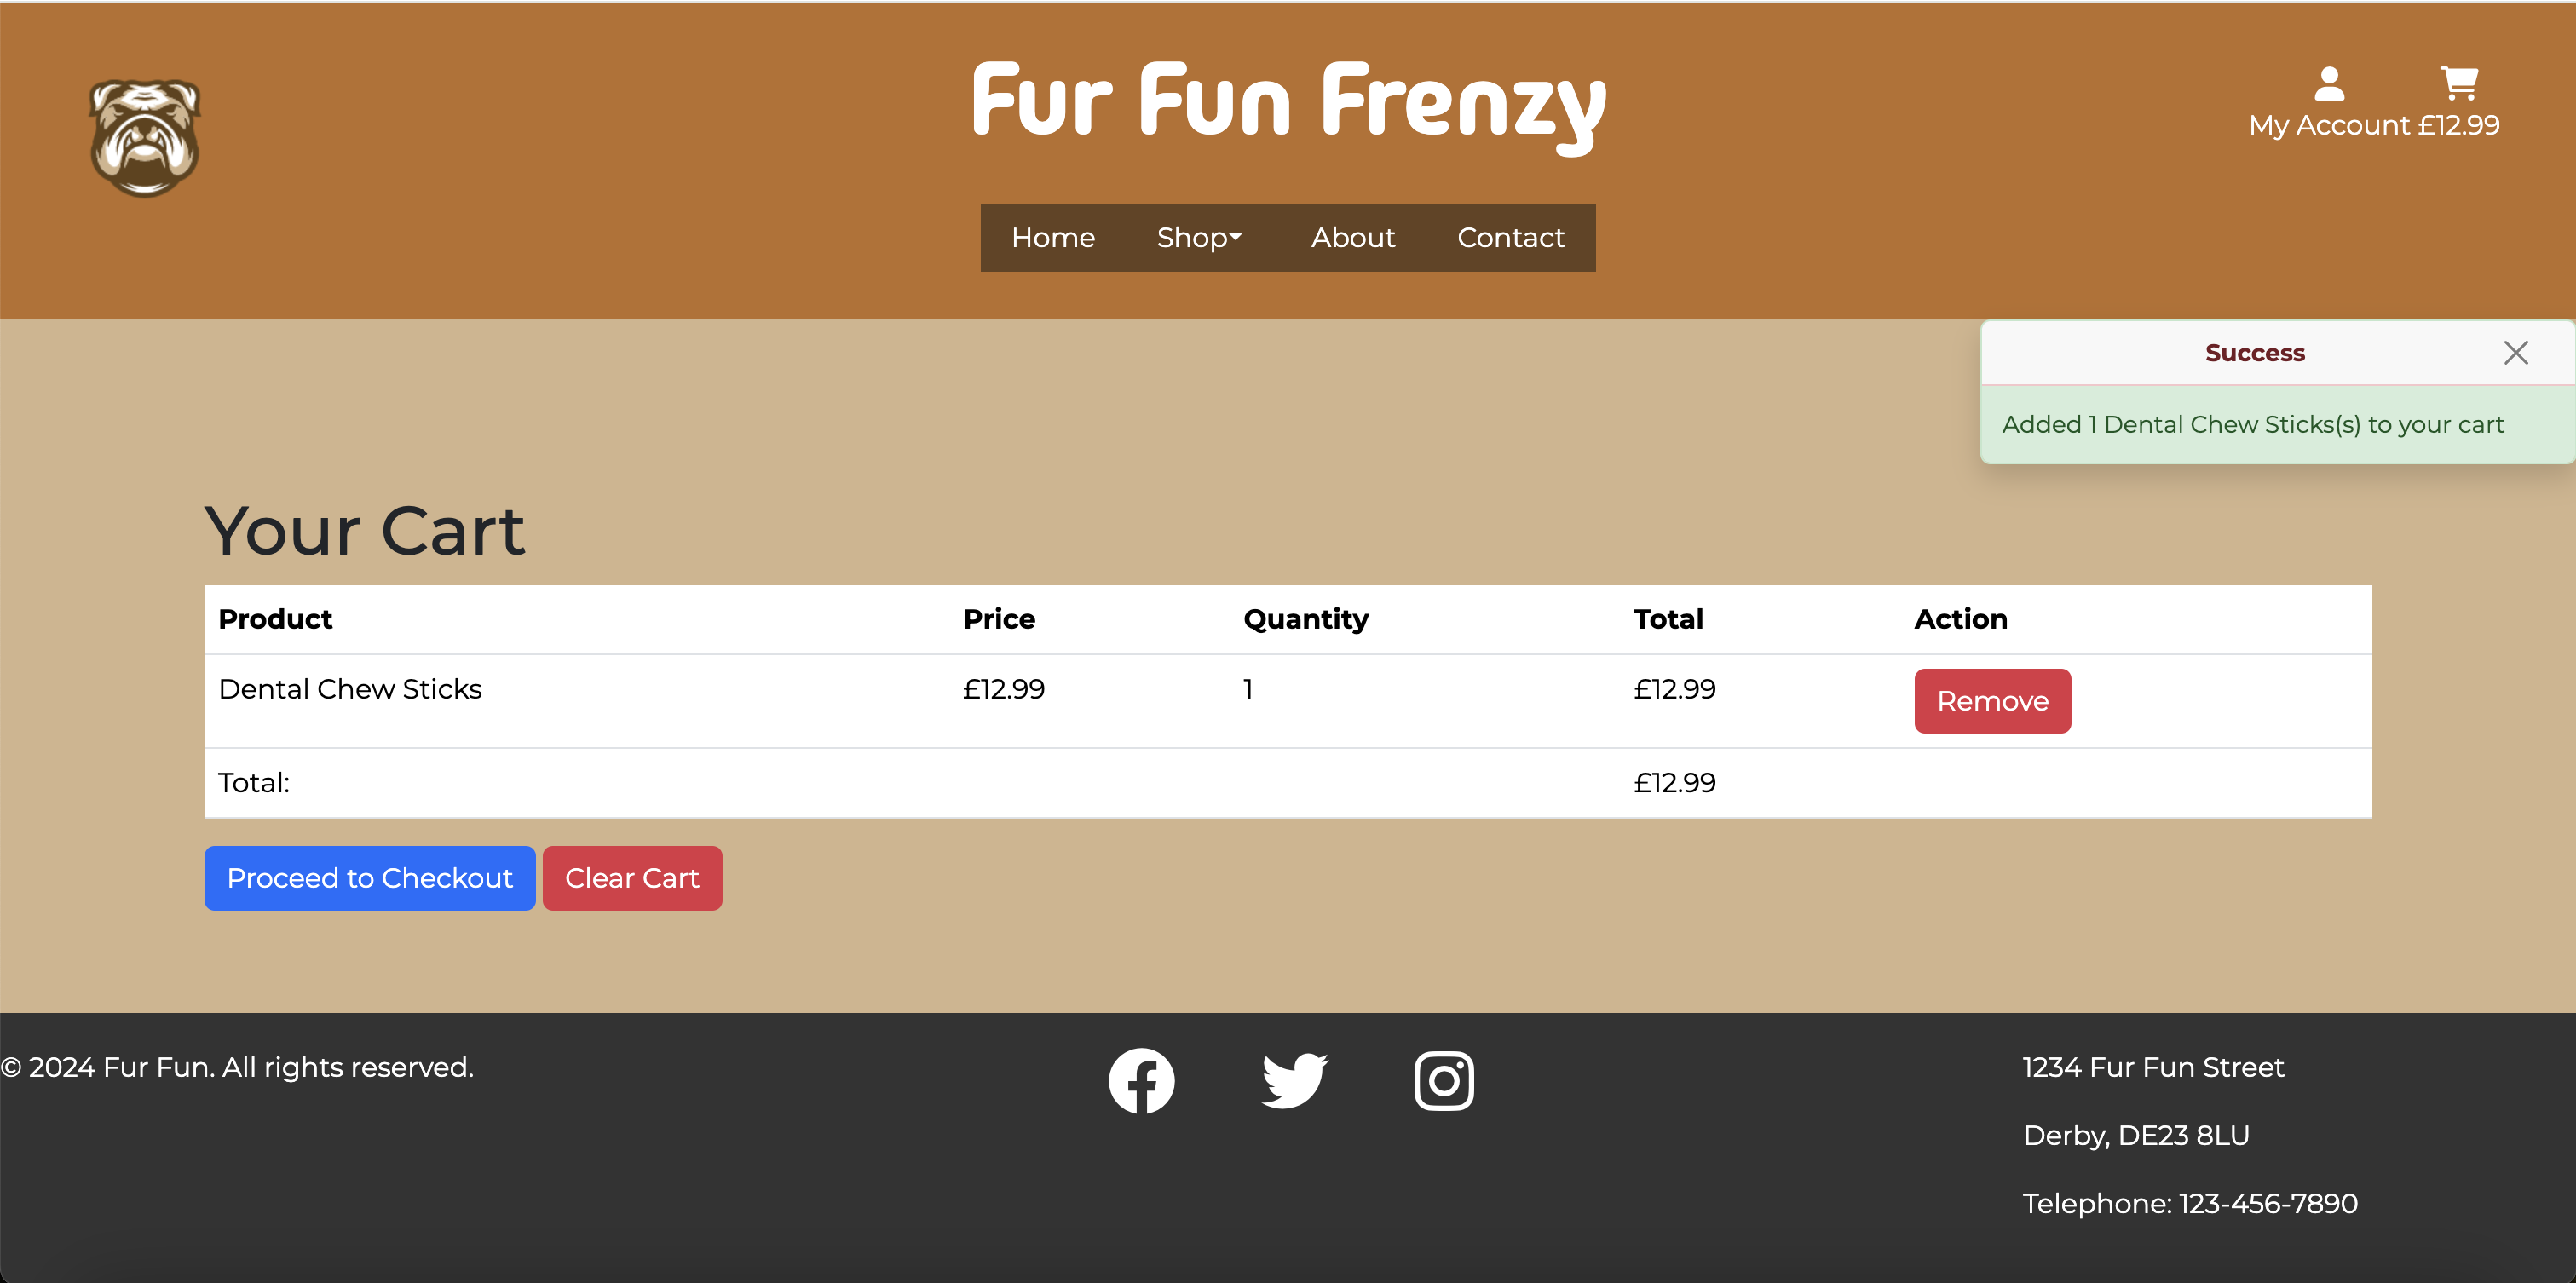 Fur Fun Frenzy
My Account £12.99
Home Shop About Contact
Success
Added 1 Dental Chew Sticks(s) to your cart
Your Cart
Product Price Quantity Total Action
Dental Chew Sticks £12.99 1 £12.99 Remove
Total: £12.99
Proceed to Checkout Clear Cart
© 2024 Fur Fun. All rights reserved.
1234 Fur Fun Street
Derby, DE23 8LU
Telephone: 123-456-7890